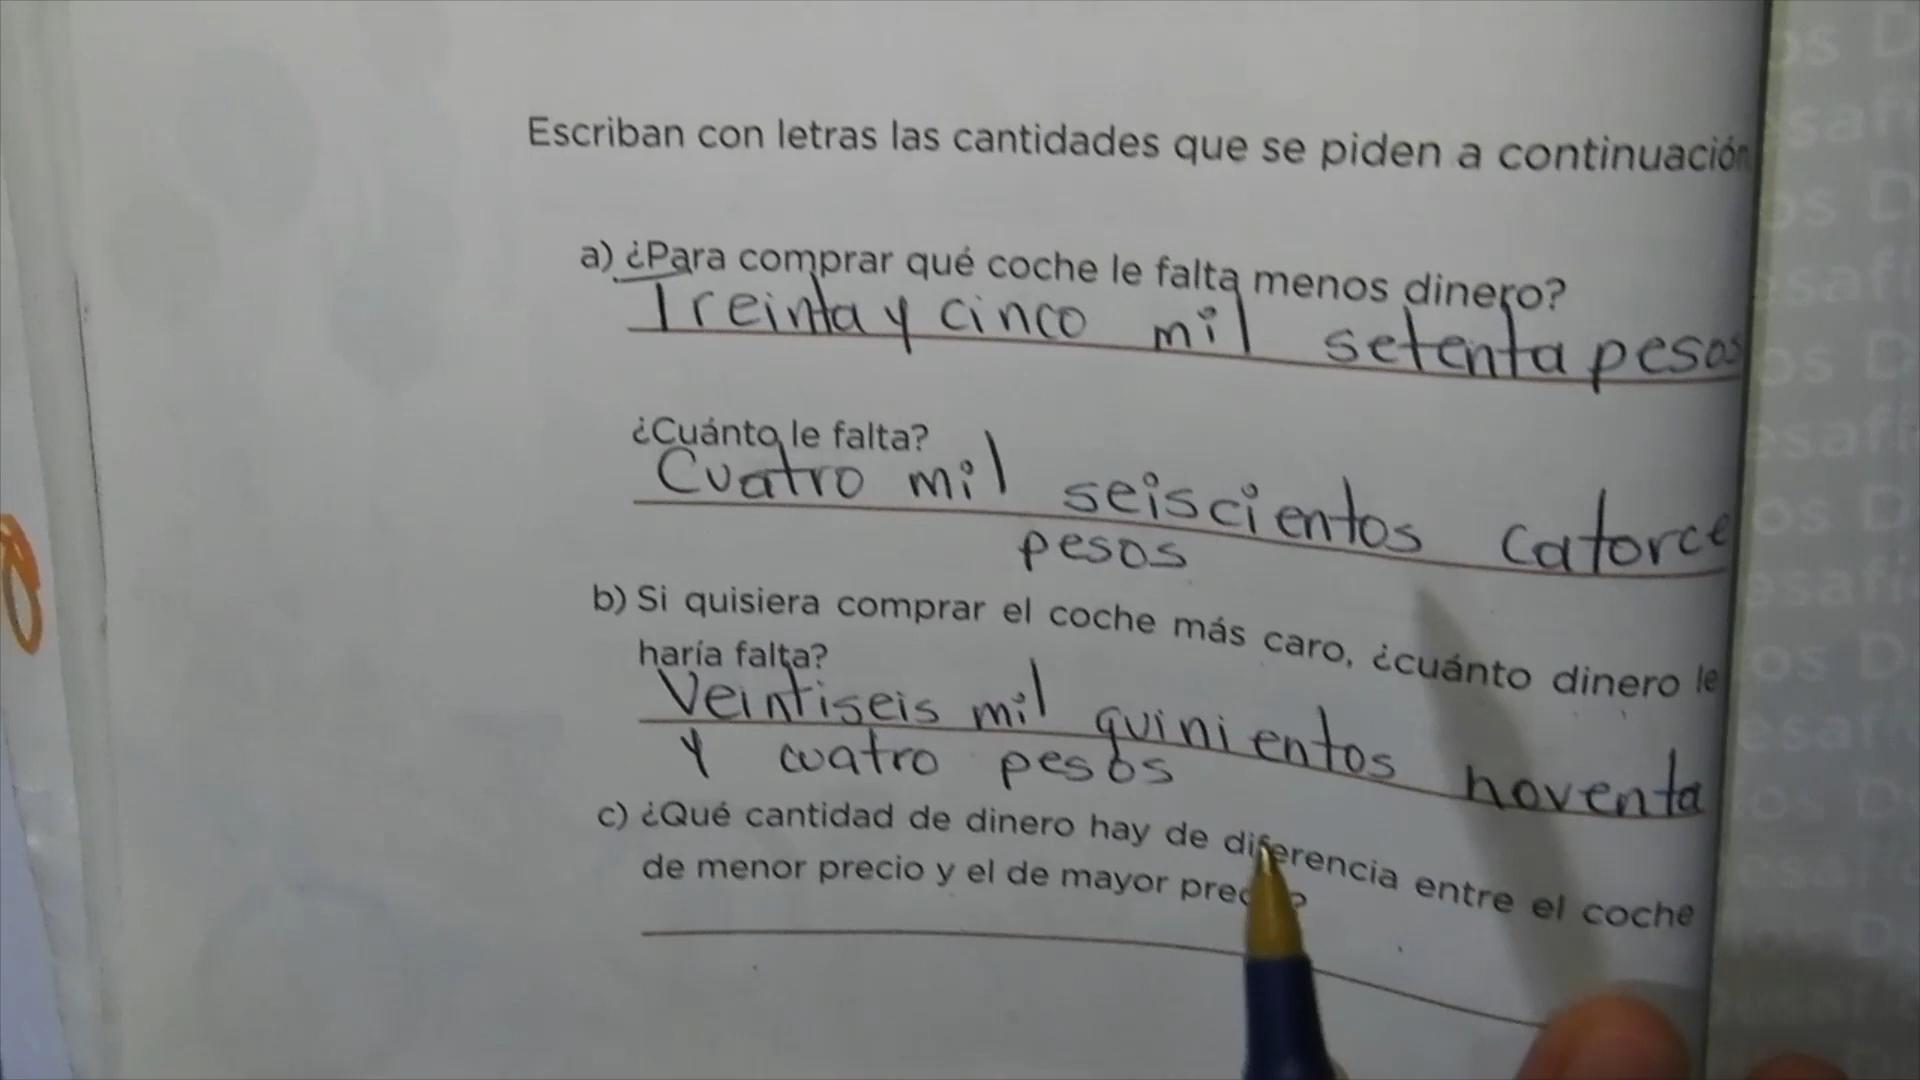 Escriban con letras las cantidades que se piden a continuación
a) ¿Para comprar qué coche le falta menos dinero?
Treinta y cinco mil setenta pesos
¿Cuánto le falta?
Cuatro mil seiscientos catorce
pesos
b) Si quisiera comprar el coche más caro, ¿cuánto dinero le
haría falta?
Veintiseis mil quinientos noventa
y cuatro pesos
c) ¿Qué cantidad de dinero hay de diferencia entre el coche
de menor precio y el de mayor